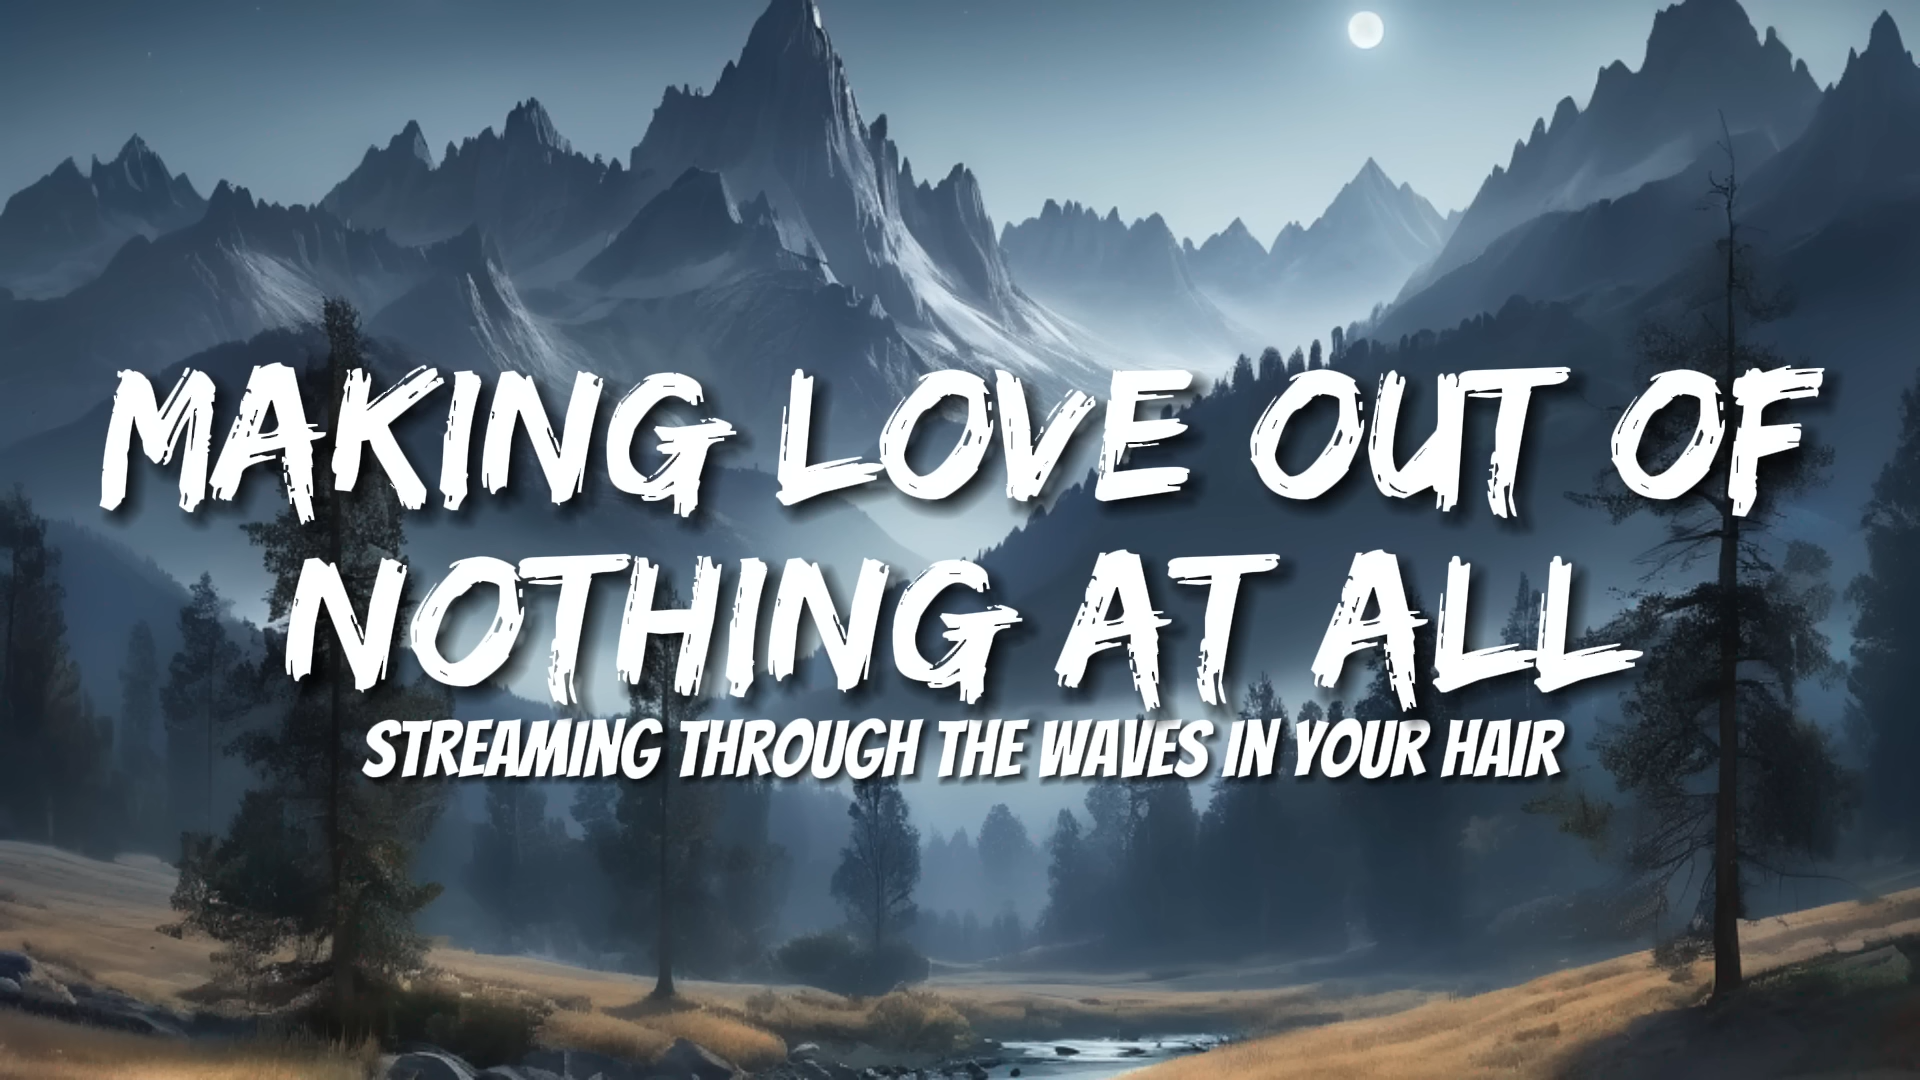 MAKING LOVE OUT OF
NOTHING AT ALL
STREAMING THROUGH THE WAVES IN YOUR HAIR